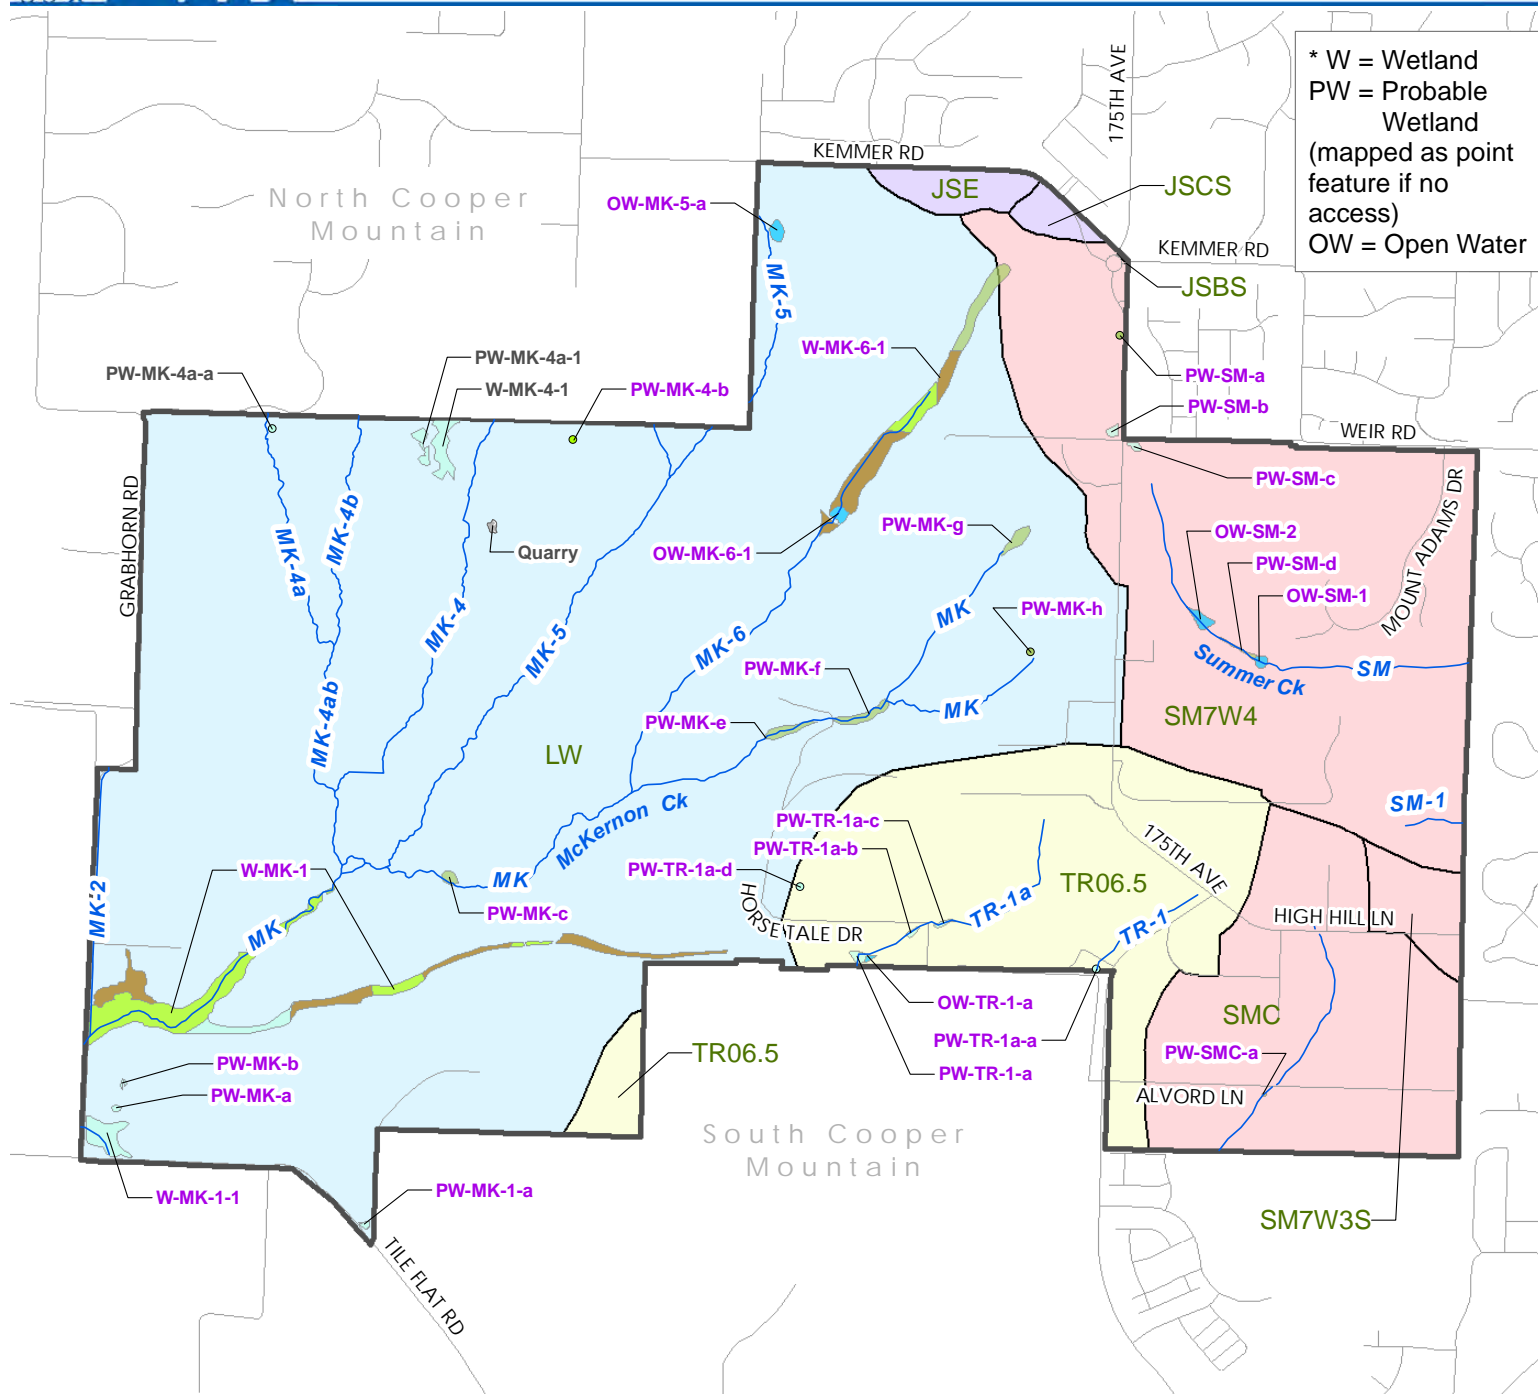 * W = Wetland
PW = Probable
Wetland
(mapped as point
feature if no
access)
OW = Open Water
175TH AVE
KEMMER RD
North Cooper
Mountain
JSE
JSCS
OW-MK-5-a
KEMMER RD
JSBS
MK-5
W-MK-6-1
PW-MK-4a-1
PW-MK-4a-a
W-MK-4-1
PW-MK-4-b
PW-SM-a
PW-SM-b
WEIR RD
PW-SM-c
GRABHORN RD
MK-4a
MK-4b
Quarry
OW-MK-6-1
PW-MK-g
OW-SM-2
PW-SM-d
OW-SM-1
MOUNT ADAMS DR
MK-4
MK-5
MK-6
MK
PW-MK-h
Summer Ck
SM
PW-MK-f
MK
PW-MK-e
SM7W4
MK-4ab
LW
McKernon Ck
SM-1
PW-TR-1a-c
PW-TR-1a-b
175TH AVE
W-MK-1
MK
PW-TR-1a-d
TR06.5
MK-2
PW-MK-c
HORSE TALE DR
TR-1a
TR-1
HIGH HILL LN
MK
OW-TR-1-a
SMC
PW-TR-1a-a
PW-SMC-a
PW-MK-b
TR06.5
PW-TR-1-a
PW-MK-a
ALVORD LN
South Cooper
Mountain
W-MK-1-1
PW-MK-1-a
SM7W3S
TILE FLAT RD